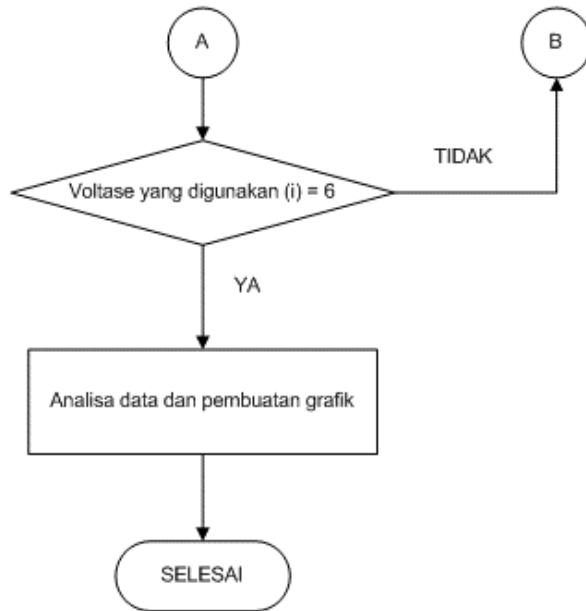 A
B
TIDAK
Voltase yang digunakan (i) = 6
YA
Analisa data dan pembuatan grafik
SELESAI